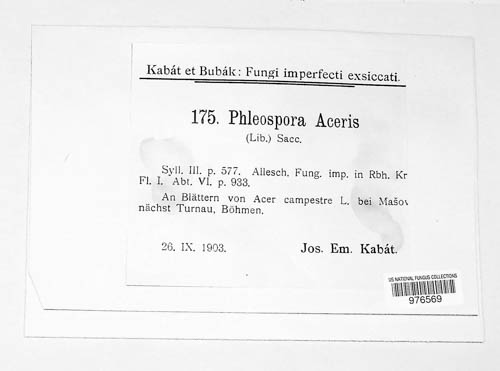 Kabát et Bubák: Fungi imperfecti exsiccati.
175. Phleospora Aceris
(Lib.) Sacc.
Syll. III. p. 577. Allesch. Fung. imp. in Rbh. Kr
Fl. I. Abt. VI. p. 933.
An Blättern von Acer campestre L. bei Mašov
nächst Turnau, Böhmen.
26. IX. 1903.
Jos. Em. Kabát.
US NATIONAL FUNGUS COLLECTIONS
976569